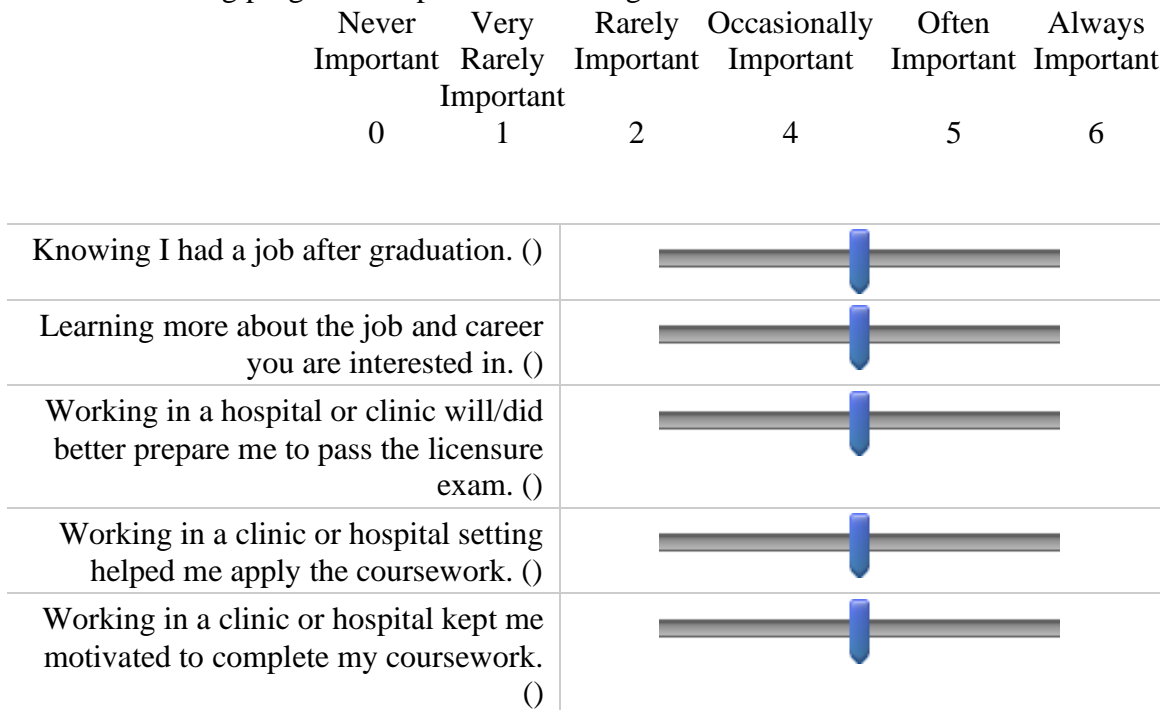 Never Very Rarely Occasionally Often Always
Important Rarely Important Important Important Important
Important
0 1 2 4 5 6
Knowing I had a job after graduation. ()
Learning more about the job and career
you are interested in. ()
Working in a hospital or clinic will/did
better prepare me to pass the licensure
exam. ()
Working in a clinic or hospital setting
helped me apply the coursework. ()
Working in a clinic or hospital kept me
motivated to complete my coursework.
()